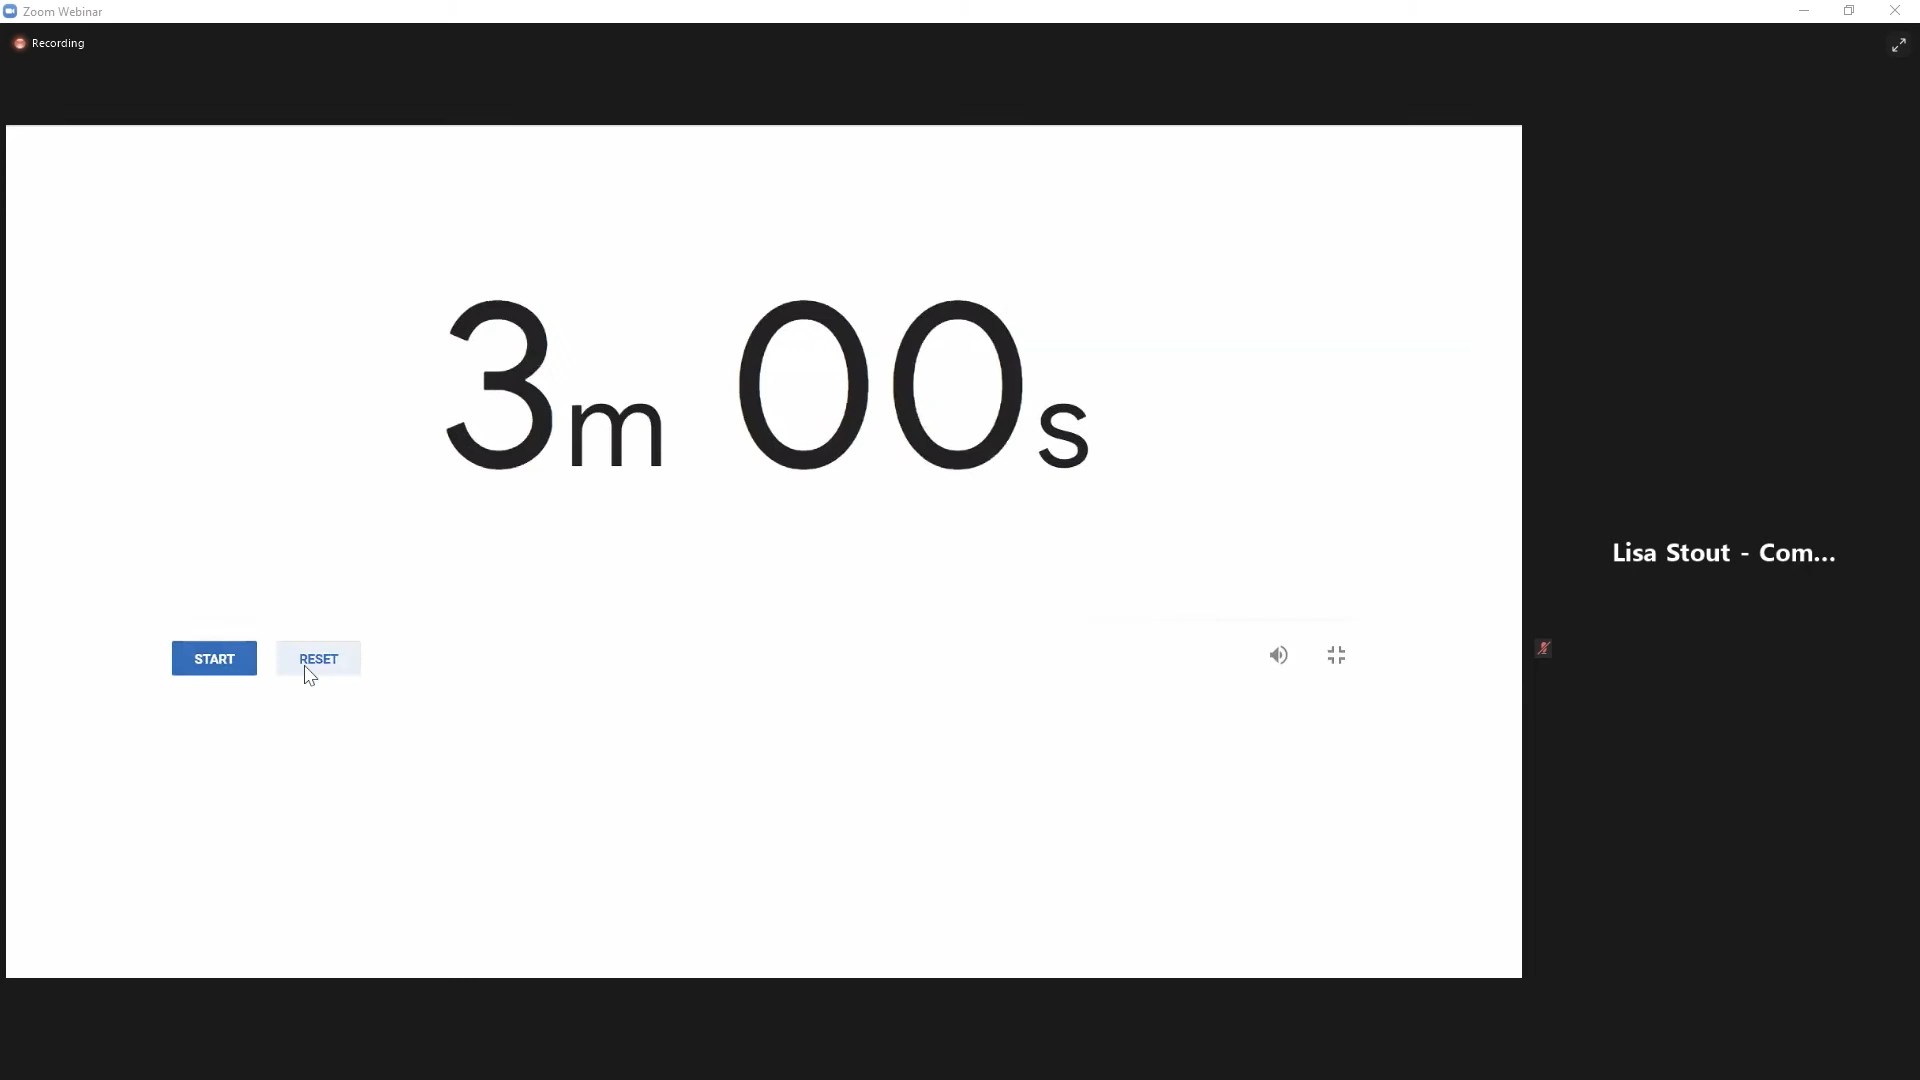 Zoom Webinar
Recording
3m 00s
START RESET
Lisa Stout - Com...